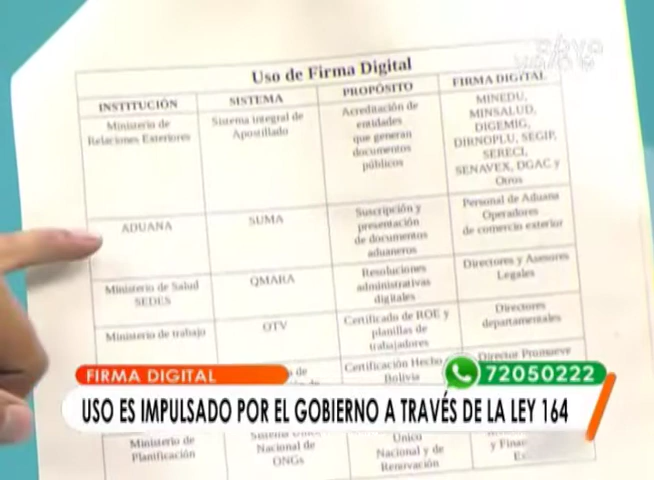 Uso de Firma Digital
INSTITUCIÓN SISTEMA PROPÓSITO FIRMA DIGITAL
Ministerio de
Relaciones Exteriores
Sistema integral de
Apostillado
Acreditación de
entidades
que generan
documentos
públicos
MINEDU,
MINSALUD,
DIGEMIG,
DIRNOPLU, SEGIP,
SERECI,
SENAVEX, DGAC y
Otros
ADUANA
SUMA
Suscripción y
presentación
de documentos
aduaneros
Personal de Aduana
Operadores
de comercio exterior
Ministerio de Salud
SEDES
QMARA
Resoluciones
administrativas
digitales
Directores y Asesores
Legales
Ministerio de trabajo
OTV
Certificado de ROE y
planillas de
trabajadores
Directores
departamentales
de
Certificación Hecho
Bolivia
Director Promueve
FIRMA DIGITAL
72050222
USO ES IMPULSADO POR EL GOBIERNO A TRAVÉS DE LA LEY 164
Ministerio de
Planificación
Nacional de
ONGs
Único
Nacional y de
Renovación